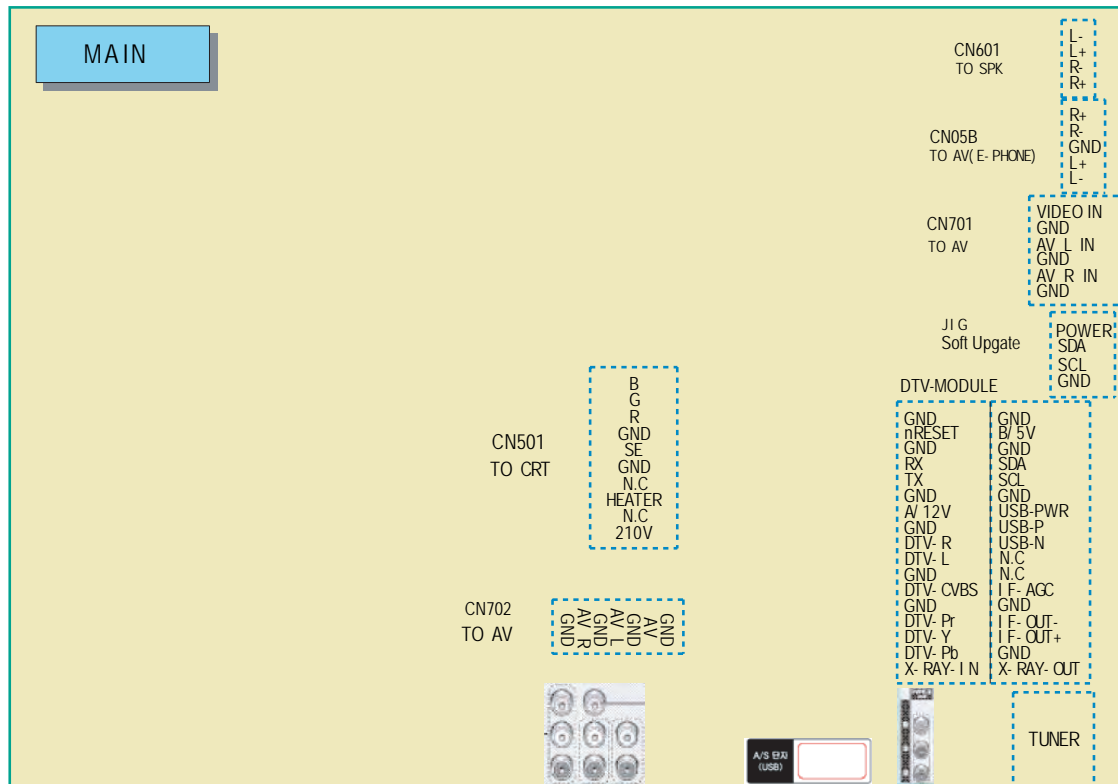 MAIN
CN601
TO SPK
L-
L+
R-
R+
CN05B
TO AV(E-PHONE)
R+
R-
GND
L+
L-
CN701
TO AV
VIDEO IN
GND
AV L IN
GND
AV R IN
GND
JIG
Soft Upgate
POWER
SDA
SCL
GND
CN501
TO CRT
B
G
R
GND
SE
GND
N.C
HEATER
N.C
210V
DTV-MODULE
GND
nRESET
GND
RX
TX
GND
A/12V
GND
DTV-R
DTV-L
GND
DTV-CVBS
GND
DTV-Pr
DTV-Y
DTV-Pb
X-RAY-IN
GND
B/5V
GND
SDA
SCL
GND
USB-PWR
USB-P
USB-N
N.C
N.C
IF-AGC
GND
IF-OUT-
IF-OUT+
GND
X-RAY-OUT
CN702
TO AV
GND
AV R
GND
AV L
GND
AV
GND
A/S 단자
(USB)
TUNER